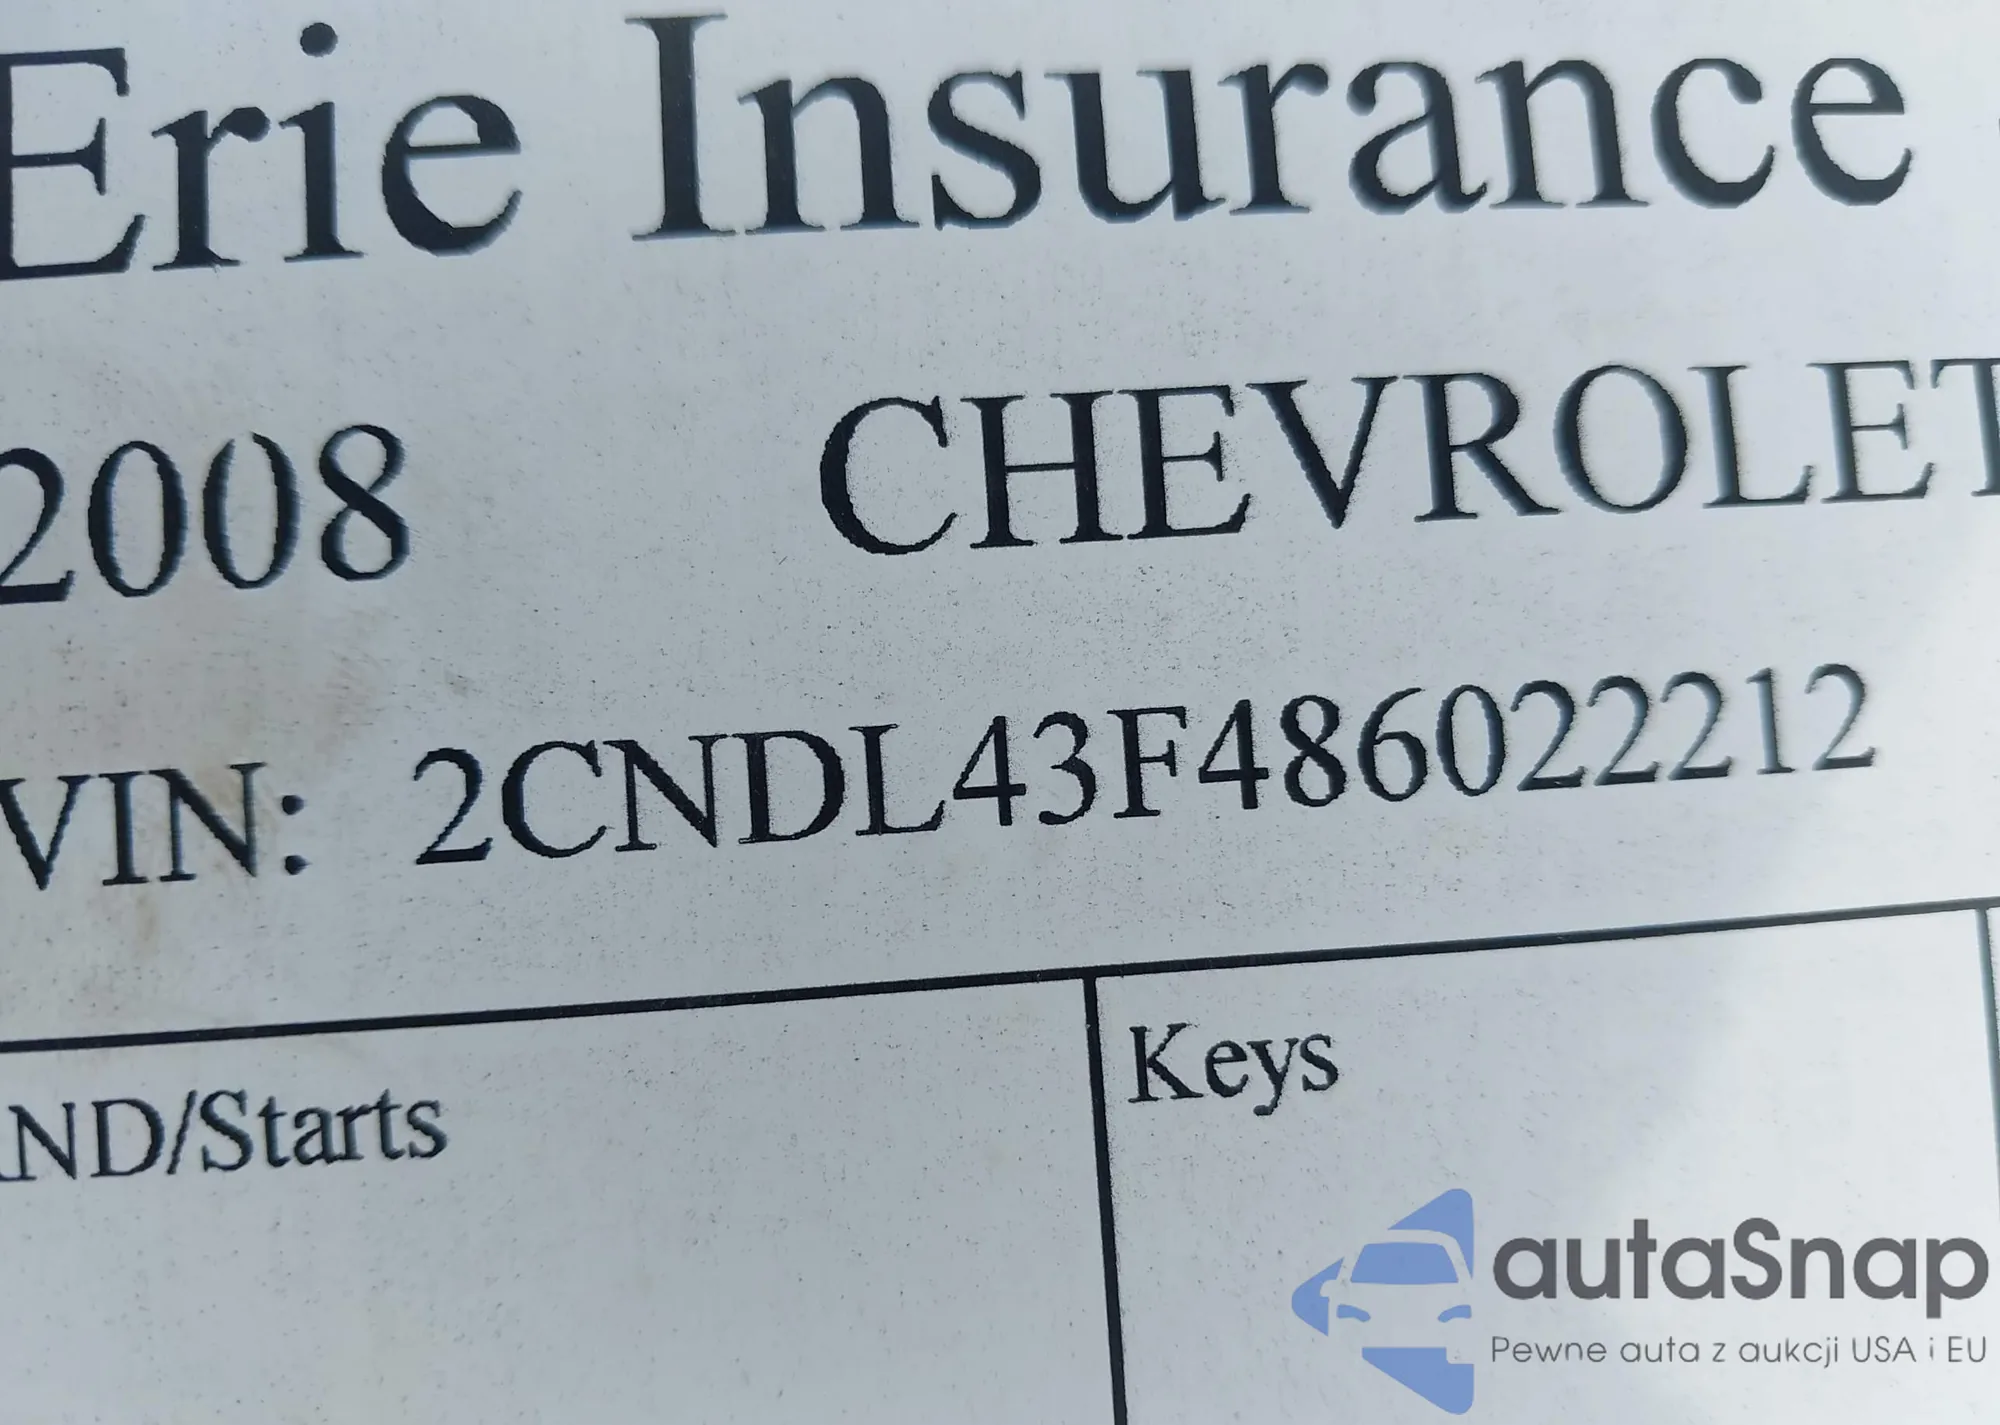 Erie Insurance
2008 CHEVROLET
VIN: 2CNDL43F486022212
ND/Starts
Keys
autaSnap
Pewne auta z aukcji USA i EU